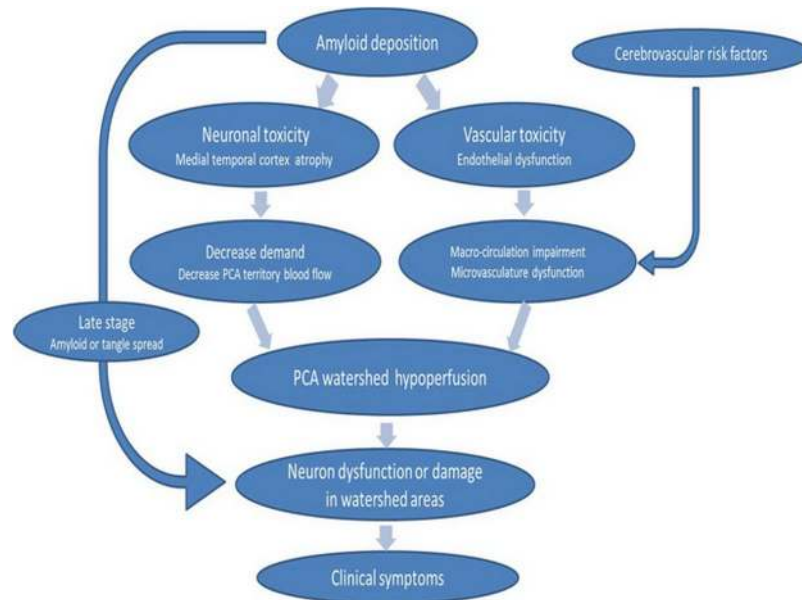 Amyloid deposition
Cerebrovascular risk factors
Neuronal toxicity
Medial temporal cortex atrophy
Vascular toxicity
Endothelial dysfunction
Decrease demand
Decrease PCA territory blood flow
Macro-circulation impairment
Microvasculature dysfunction
Late stage
Amyloid or tangle spread
PCA watershed hypoperfusion
Neuron dysfunction or damage
in watershed areas
Clinical symptoms